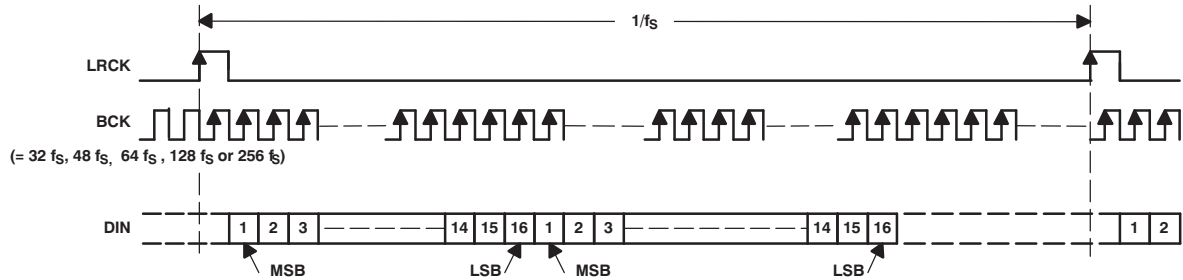 1/fS
LRCK
BCK
(= 32 fS, 48 fS, 64 fS , 128 fS or 256 fS)
DIN
1 2 3 14 15 16 1 2 3 14 15 16 1 2
MSB LSB MSB LSB